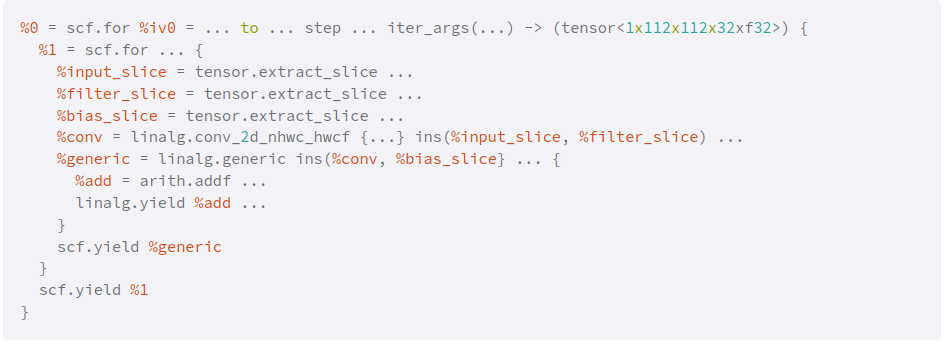 %0 = scf.for %iv0 = ... to ... step ... iter_args(...) -> (tensor<1x112x112x32xf32>) {
  %1 = scf.for ... {
    %input_slice = tensor.extract_slice ...
    %filter_slice = tensor.extract_slice ...
    %bias_slice = tensor.extract_slice ...
    %conv = linalg.conv_2d_nhwc_hwcf {...} ins(%input_slice, %filter_slice) ...
    %generic = linalg.generic ins(%conv, %bias_slice} ... {
      %add = arith.addf ...
      linalg.yield %add ...
    }
    scf.yield %generic
  }
  scf.yield %1
}